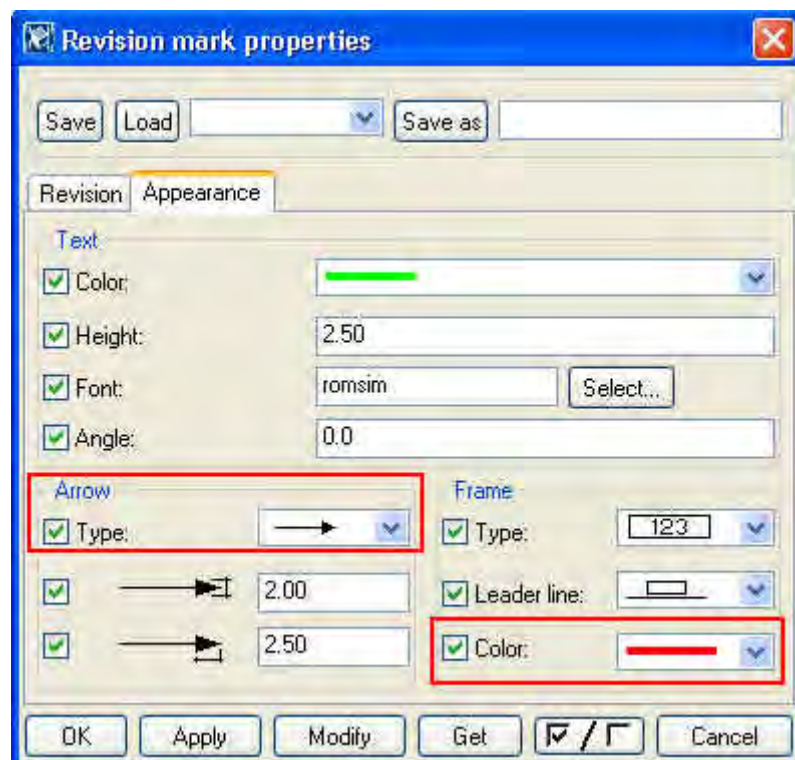 Revision mark properties
Save Load Save as
Revision Appearance
Text
Color:
Height: 2.50
Font: romsim Select...
Angle: 0.0
Arrow Frame
Type: Type: 123
2.00 Leader line:
2.50 Color:
OK Apply Modify Get / Cancel